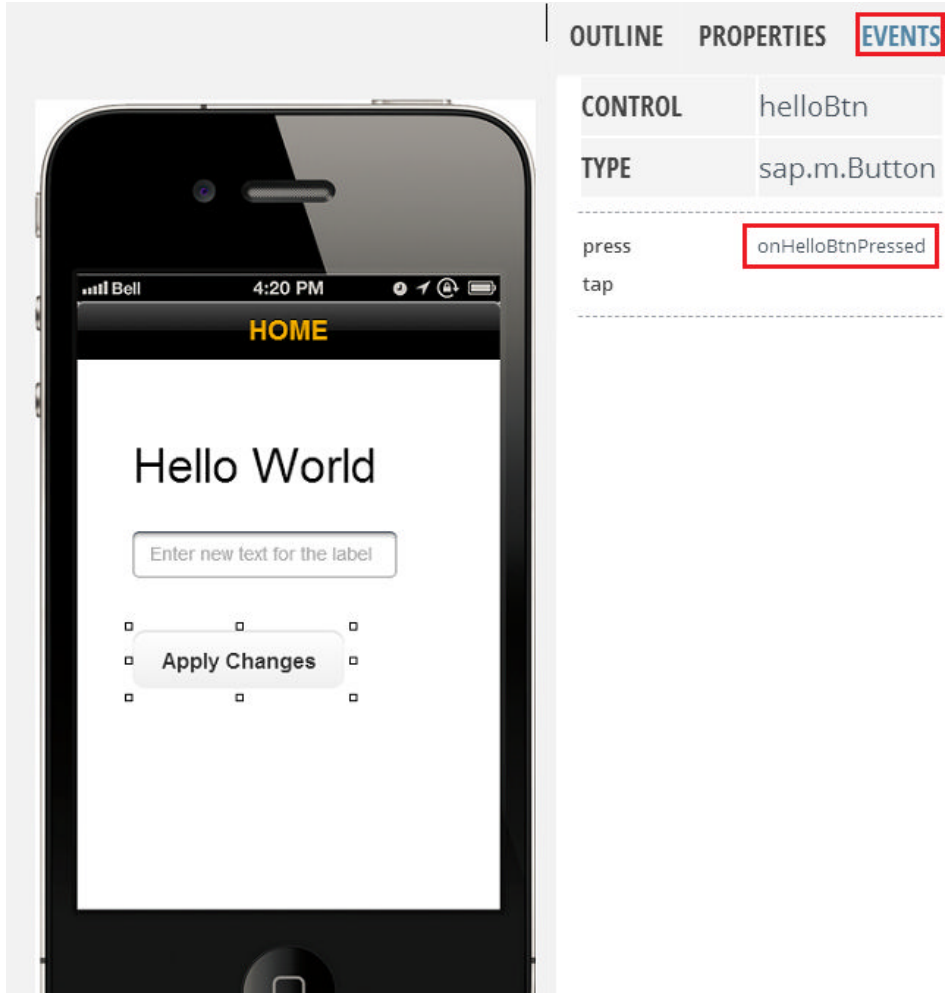 OUTLINE PROPERTIES EVENTS
CONTROL helloBtn
TYPE sap.m.Button
press onHelloBtnPressed
tap
Bell 4:20 PM
HOME
Hello World
Enter new text for the label
Apply Changes